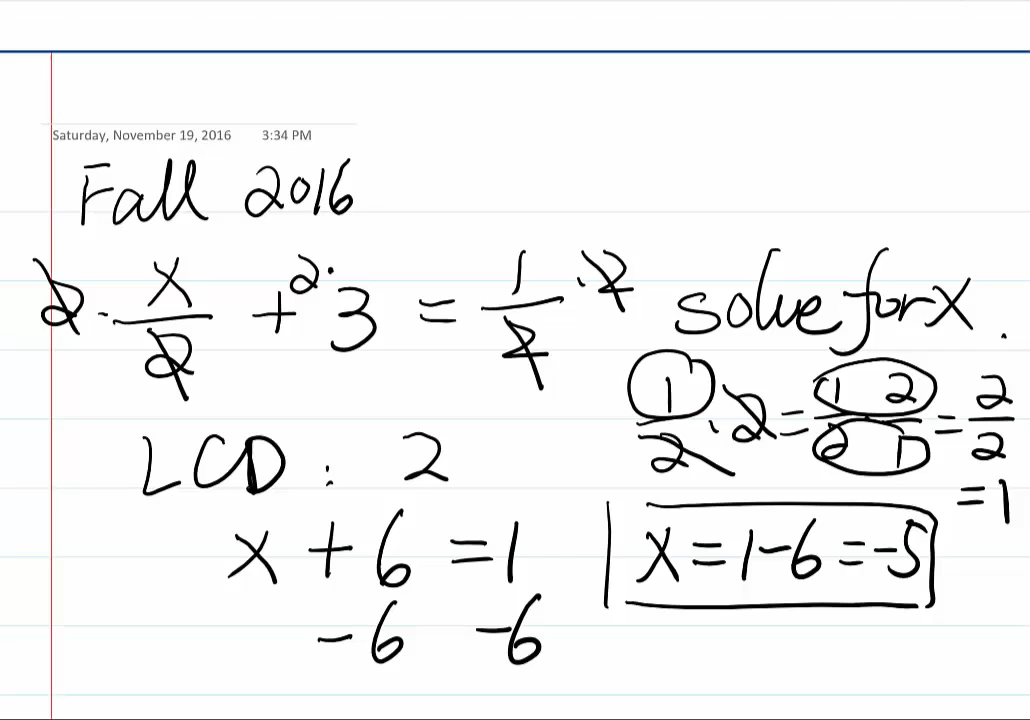 Saturday, November 19, 2016 3:34 PM
Fall 2016
2 · x/2 + 2 · 3 = 1/2 · 2 solve for x.
1/2 · 2 = 1 2/2 1 = 2/2
= 1
LCD : 2
x + 6 = 1
x = 1 - 6 = -5
-6 -6